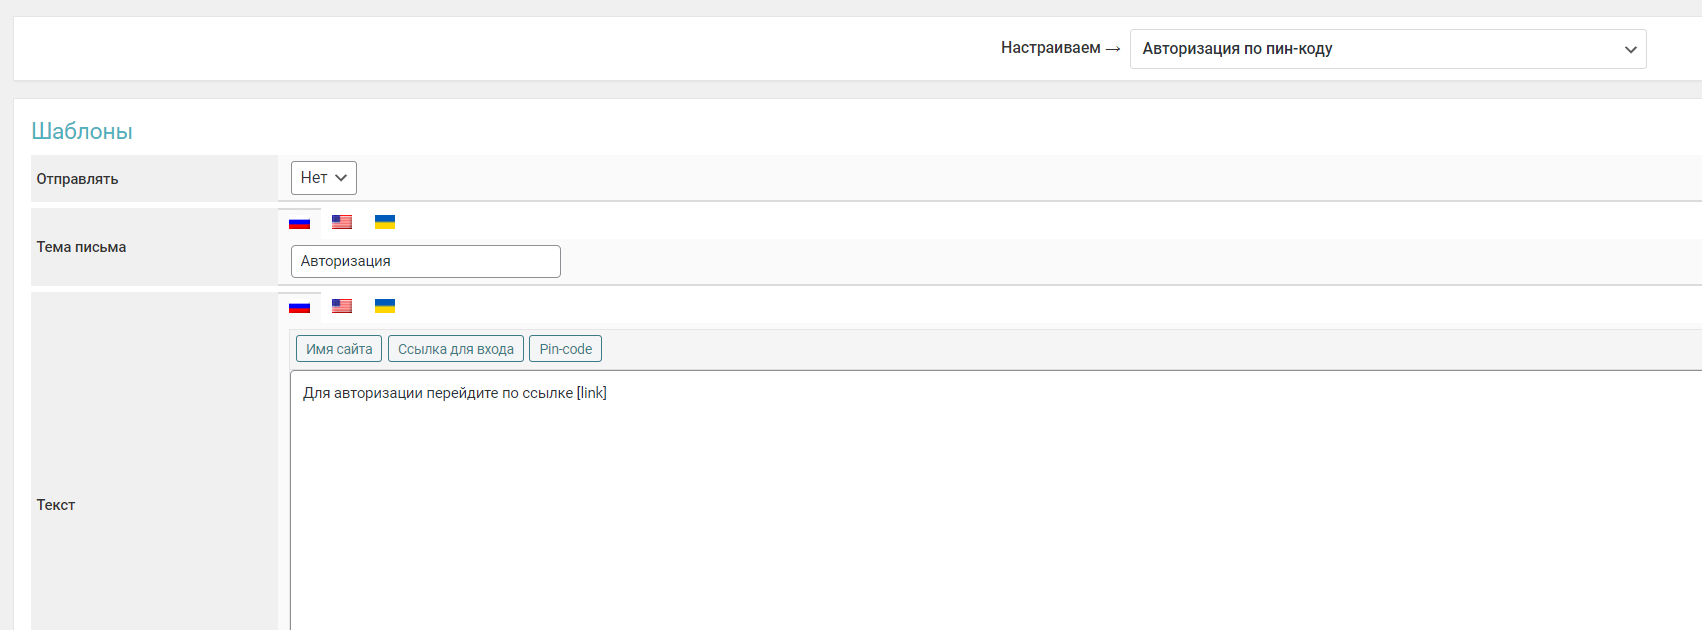 Настраиваем → Авторизация по пин-коду
Шаблоны
Отправлять Нет
Тема письма
Авторизация
Имя сайта Ссылка для входа Pin-code
Для авторизации перейдите по ссылке [link]
Текст